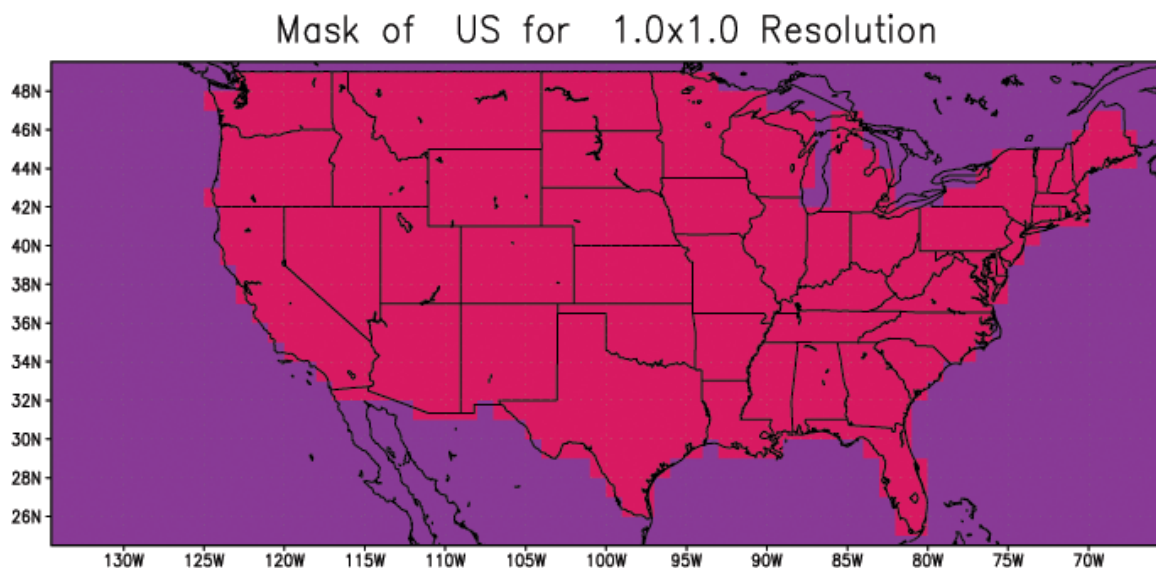 Mask of US for 1.0x1.0 Resolution
48N
46N
44N
42N
40N
38N
36N
34N
32N
30N
28N
26N
130W 125W 120W 115W 110W 105W 100W 95W 90W 85W 80W 75W 70W